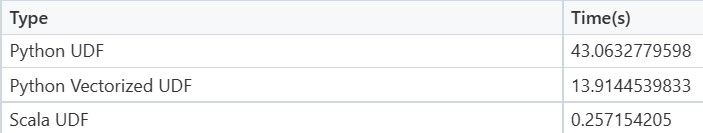 Type Time(s)
Python UDF 43.0632779598
Python Vectorized UDF 13.9144539833
Scala UDF 0.257154205